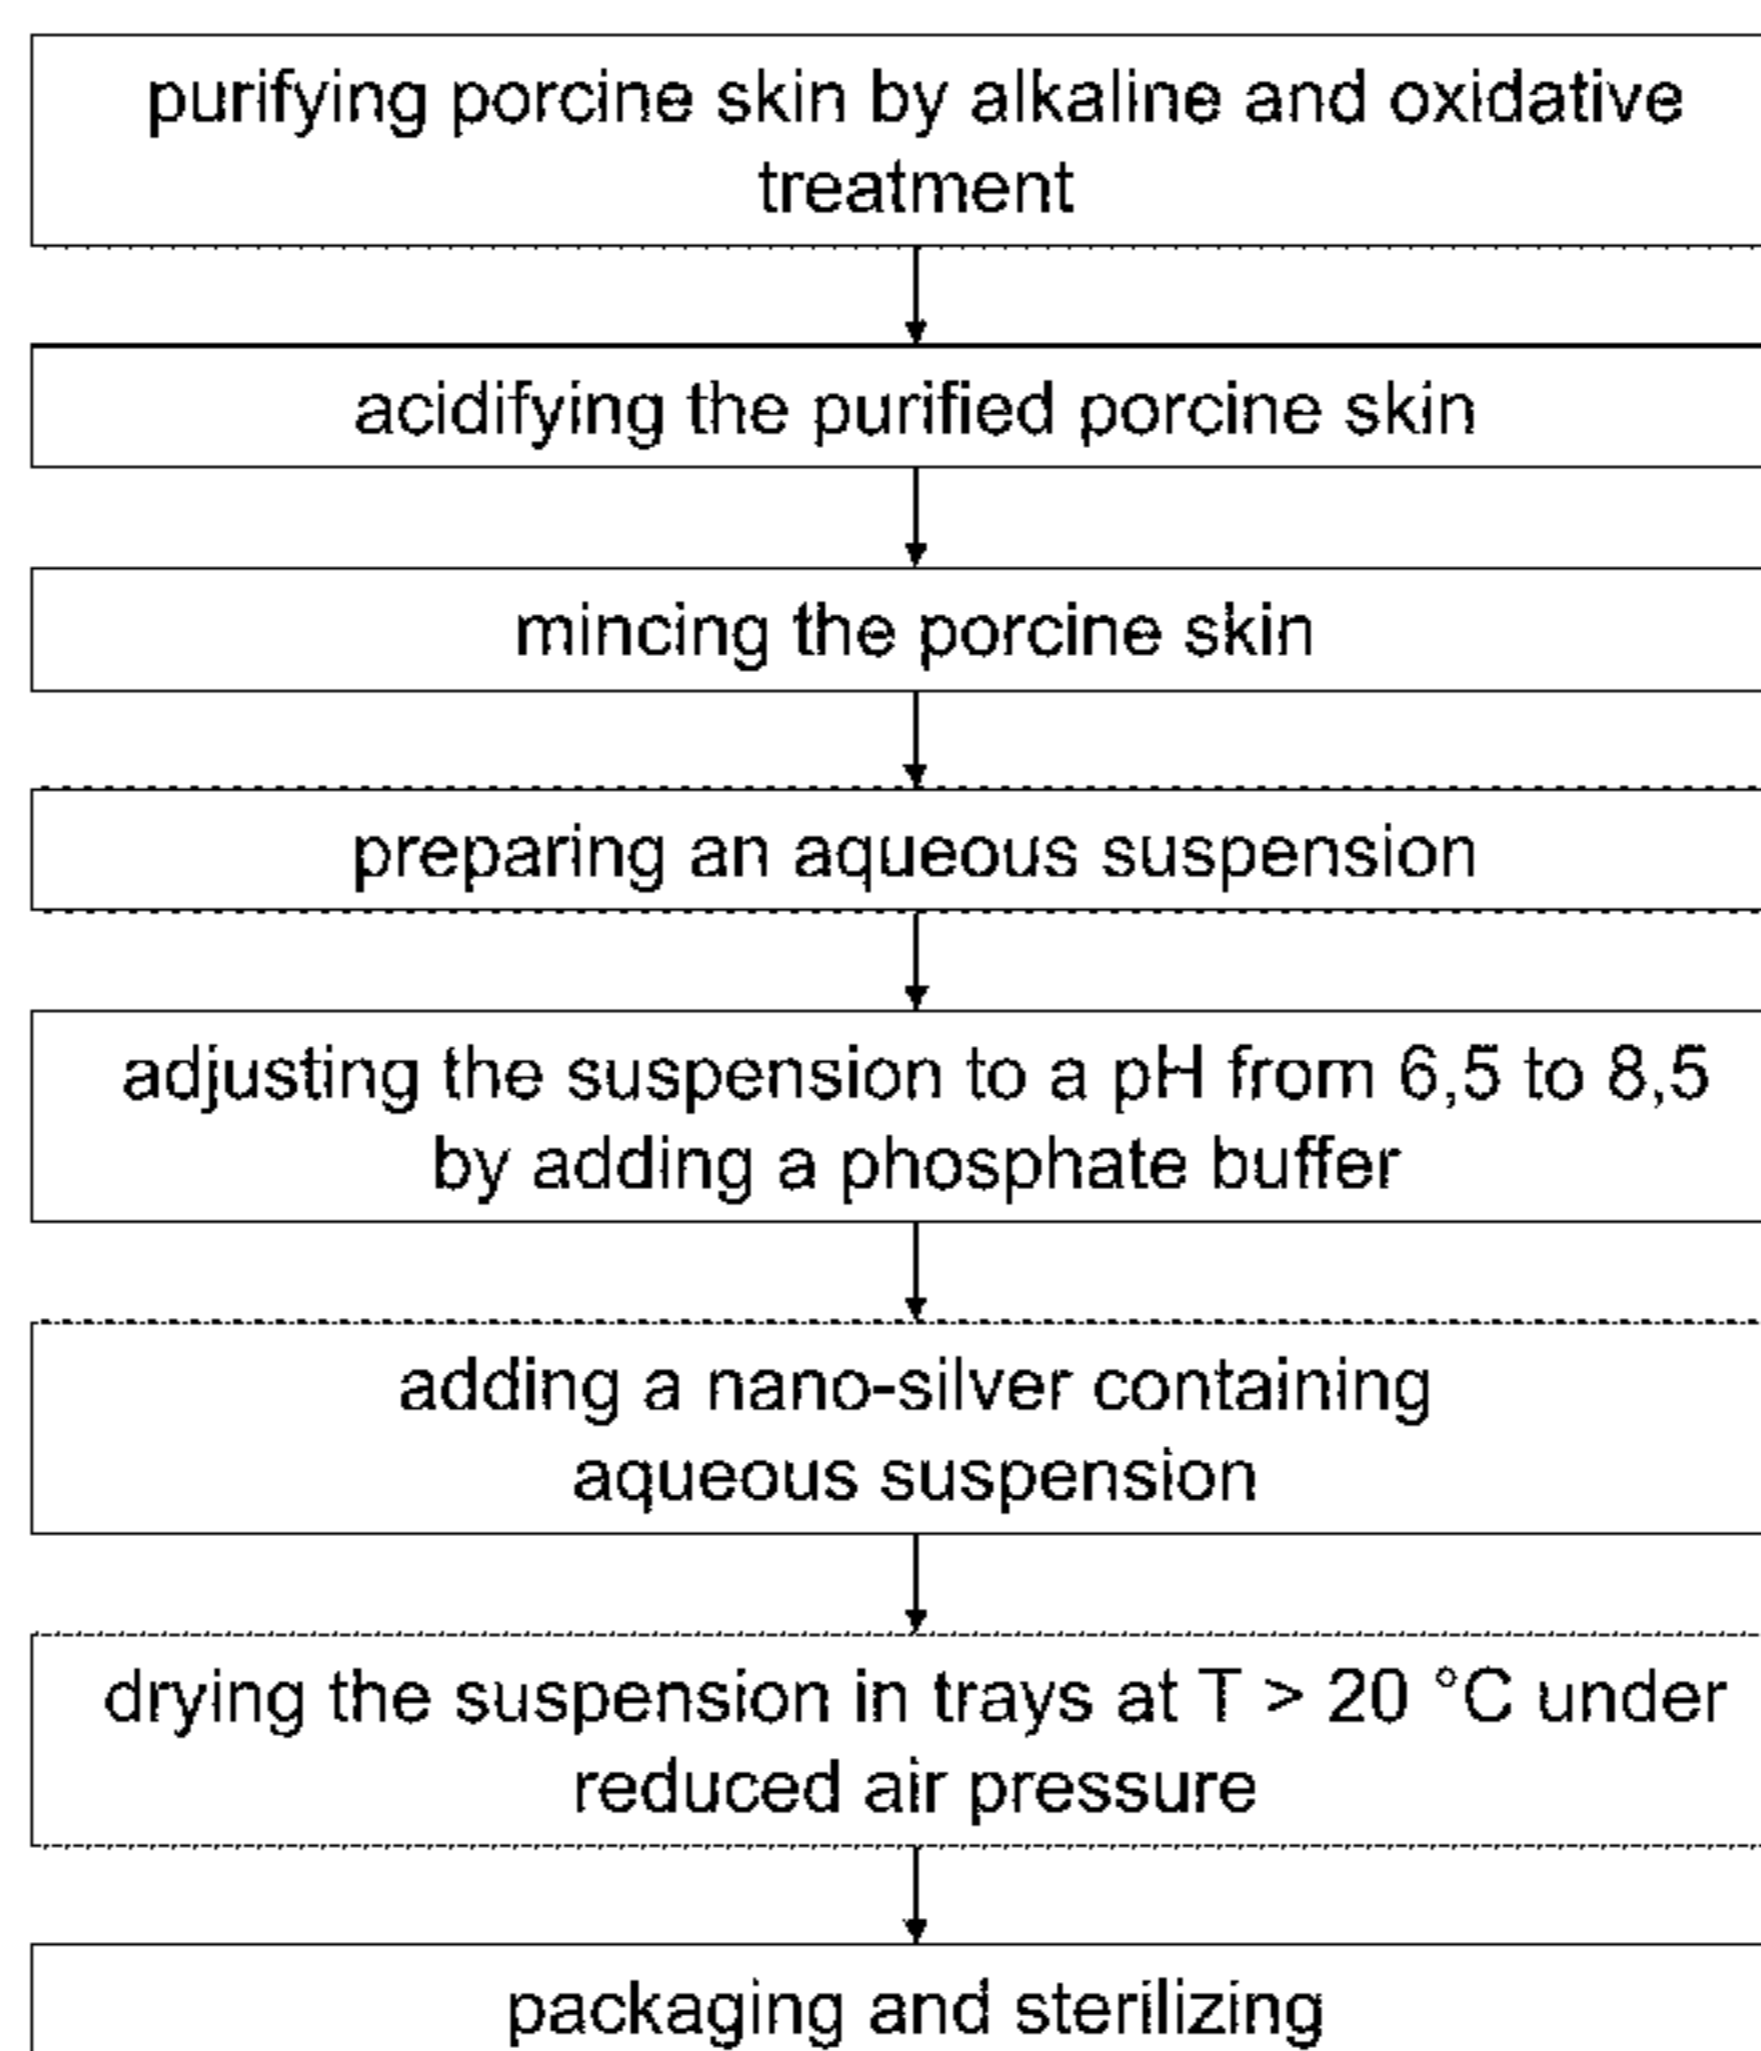 purifying porcine skin by alkaline and oxidative
treatment
acidifying the purified porcine skin
mincing the porcine skin
preparing an aqueous suspension
adjusting the suspension to a pH from 6,5 to 8,5
by adding a phosphate buffer
adding a nano-silver containing
aqueous suspension
drying the suspension in trays at T > 20 °C under
reduced air pressure
packaging and sterilizing